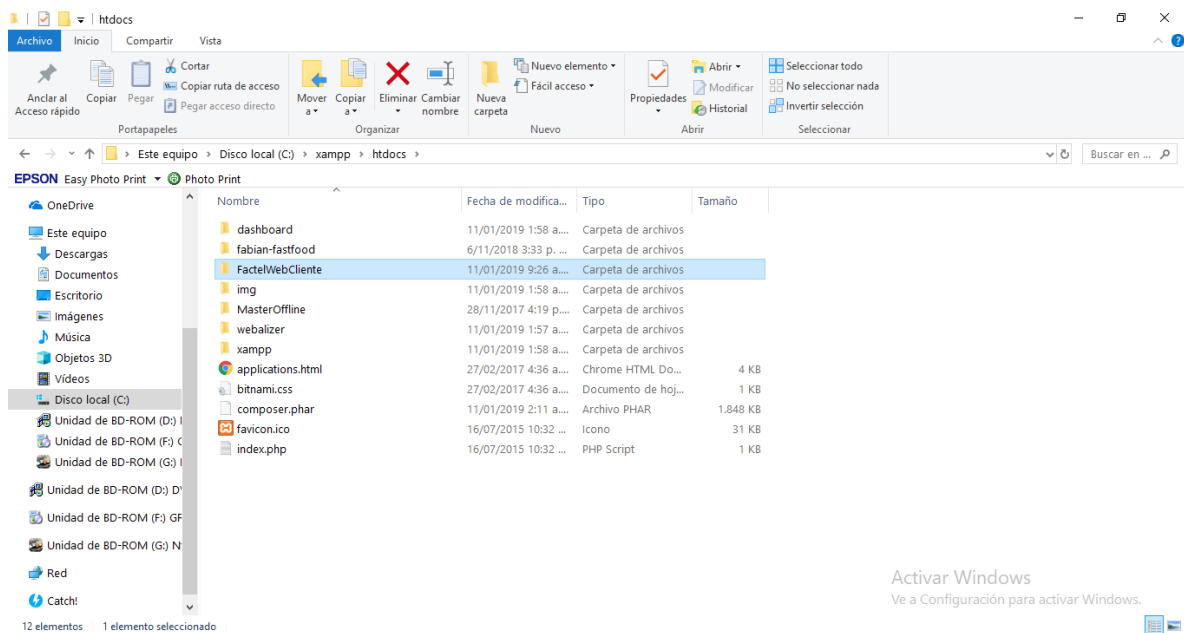 htdocs
Archivo Inicio Compartir Vista
Anclar al Acceso rápido
Copiar
Pegar
Cortar
Copiar ruta de acceso
Pegar acceso directo
Portapapeles
Mover a
Copiar a
Eliminar
Cambiar nombre
Organizar
Nueva carpeta
Nuevo elemento
Fácil acceso
Nuevo
Propiedades
Abrir
Modificar
Historial
Abrir
Seleccionar todo
No seleccionar nada
Invertir selección
Seleccionar
Este equipo > Disco local (C:) > xampp > htdocs >
Buscar en ...
EPSON Easy Photo Print Photo Print
OneDrive
Este equipo
Descargas
Documentos
Escritorio
Imágenes
Música
Objetos 3D
Vídeos
Disco local (C:)
Unidad de BD-ROM (D:)
Unidad de BD-ROM (F:)
Unidad de BD-ROM (G:)
Unidad de BD-ROM (D:)
Unidad de BD-ROM (F:) GF
Unidad de BD-ROM (G:)
Red
Catch!
Nombre Fecha de modifica... Tipo Tamaño
dashboard 11/01/2019 1:58 a.... Carpeta de archivos
fabian-fastfood 6/11/2018 3:33 p. ... Carpeta de archivos
FactelWebCliente 11/01/2019 9:26 a.... Carpeta de archivos
img 11/01/2019 1:58 a.... Carpeta de archivos
MasterOffline 28/11/2017 4:19 p.... Carpeta de archivos
webalizer 11/01/2019 1:57 a.... Carpeta de archivos
xampp 11/01/2019 1:58 a.... Carpeta de archivos
applications.html 27/02/2017 4:36 a.... Chrome HTML Do... 4 KB
bitnami.css 27/02/2017 4:36 a.... Documento de hoj... 1 KB
composer.phar 11/01/2019 2:11 a.... Archivo PHAR 1.848 KB
favicon.ico 16/07/2015 10:32 ... Icono 31 KB
index.php 16/07/2015 10:32 ... PHP Script 1 KB
Activar Windows
Ve a Configuración para activar Windows.
12 elementos 1 elemento seleccionado